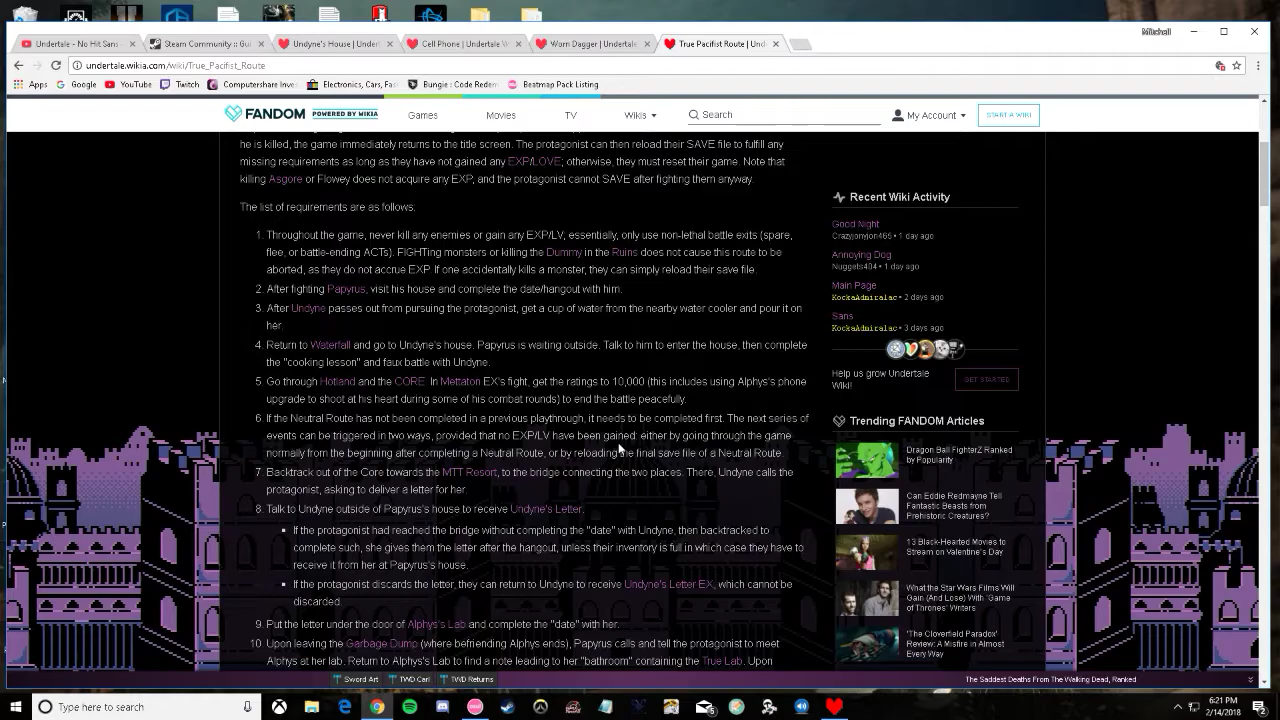 Mitchell
Undertale - No Hit Sans
Steam Community :: Gui
Undyne's House | Undert
Cell Phone | Undertale W
Worn Dagger | Undertale
True Pacifist Route | Und
undertale.wikia.com/wiki/True_Pacifist_Route
Apps Google YouTube Twitch Computershare Inves Electronics, Cars, Fas Bungie : Code Redem Beatmap Pack Listing
FANDOM POWERED BY WIKIA Games Movies TV Wikis Search My Account START A WIKI
he is killed, the game immediately returns to the title screen. The protagonist can then reload their SAVE file to fulfill any
missing requirements as long as they have not gained any EXP/LOVE; otherwise, they must reset their game. Note that
killing Asgore or Flowey does not acquire any EXP, and the protagonist cannot SAVE after fighting them anyway.
The list of requirements are as follows:
1. Throughout the game, never kill any enemies or gain any EXP/LV; essentially, only use non-lethal battle exits (spare,
flee, or battle-ending ACTs). FIGHTing monsters or killing the Dummy in the Ruins does not cause this route to be
aborted, as they do not accrue EXP. If one accidentally kills a monster, they can simply reload their save file.
2. After fighting Papyrus, visit his house and complete the date/hangout with him.
3. After Undyne passes out from pursuing the protagonist, get a cup of water from the nearby water cooler and pour it on
her.
4. Return to Waterfall and go to Undyne's house. Papyrus is waiting outside. Talk to him to enter the house, then complete
the "cooking lesson" and faux battle with Undyne.
5. Go through Hotland and the CORE. In Mettaton EX's fight, get the ratings to 10,000 (this includes using Alphys's phone
upgrade to shoot at his heart during some of his combat rounds) to end the battle peacefully.
6. If the Neutral Route has not been completed in a previous playthrough, it needs to be completed first. The next series of
events can be triggered in two ways, provided that no EXP/LV have been gained: either by going through the game
normally from the beginning after completing a Neutral Route, or by reloading the final save file of a Neutral Route.
7. Backtrack out of the Core towards the MTT Resort, to the bridge connecting the two places. There, Undyne calls the
protagonist, asking to deliver a letter for her.
8. Talk to Undyne outside of Papyrus's house to receive Undyne's Letter.
If the protagonist had reached the bridge without completing the "date" with Undyne, then backtracked to
complete such, she gives them the letter after the hangout, unless their inventory is full in which case they have to
receive it from her at Papyrus's house.
If the protagonist discards the letter, they can return to Undyne to receive Undyne's Letter EX, which cannot be
discarded.
9. Put the letter under the door of Alphys's Lab and complete the "date" with her.
10. Upon leaving the Garbage Dump (where befriending Alphys ends), Papyrus calls and tell the protagonist to meet
Alphys at her lab. Return to Alphys's Lab to find a note leading to her "bathroom" containing the True Lab. Upon
Recent Wiki Activity
Good Night
Crazyjonyjon466 • 1 day ago
Annoying Dog
Nuggets404 • 1 day ago
Main Page
KockaAdmiralac • 2 days ago
Sans
KockaAdmiralac • 3 days ago
Help us grow Undertale
Wiki!
GET STARTED
Trending FANDOM Articles
Dragon Ball FighterZ Ranked
by Popularity
Can Eddie Redmayne Tell
Fantastic Beasts from
Prehistoric Creatures?
13 Black-Hearted Movies to
Stream on Valentine's Day
What the Star Wars Films Will
Gain (And Lose) With 'Game
of Thrones' Writers
'The Cloverfield Paradox'
Review: A Misfire in Almost
Every Way
Sword Art TWD Carl TWD Returns The Saddest Deaths From The Walking Dead, Ranked
Type here to search
6:21 PM
2/14/2018